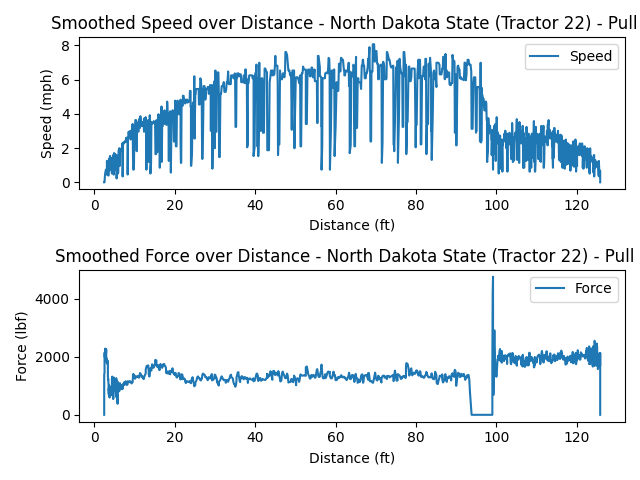 Smoothed Speed over Distance - North Dakota State (Tractor 22) - Pull
8
6
4
2
0
Speed (mph)
Speed
0 20 40 60 80 100 120
Distance (ft)
Smoothed Force over Distance - North Dakota State (Tractor 22) - Pull
4000
2000
0
Force (lbf)
Force
0 20 40 60 80 100 120
Distance (ft)